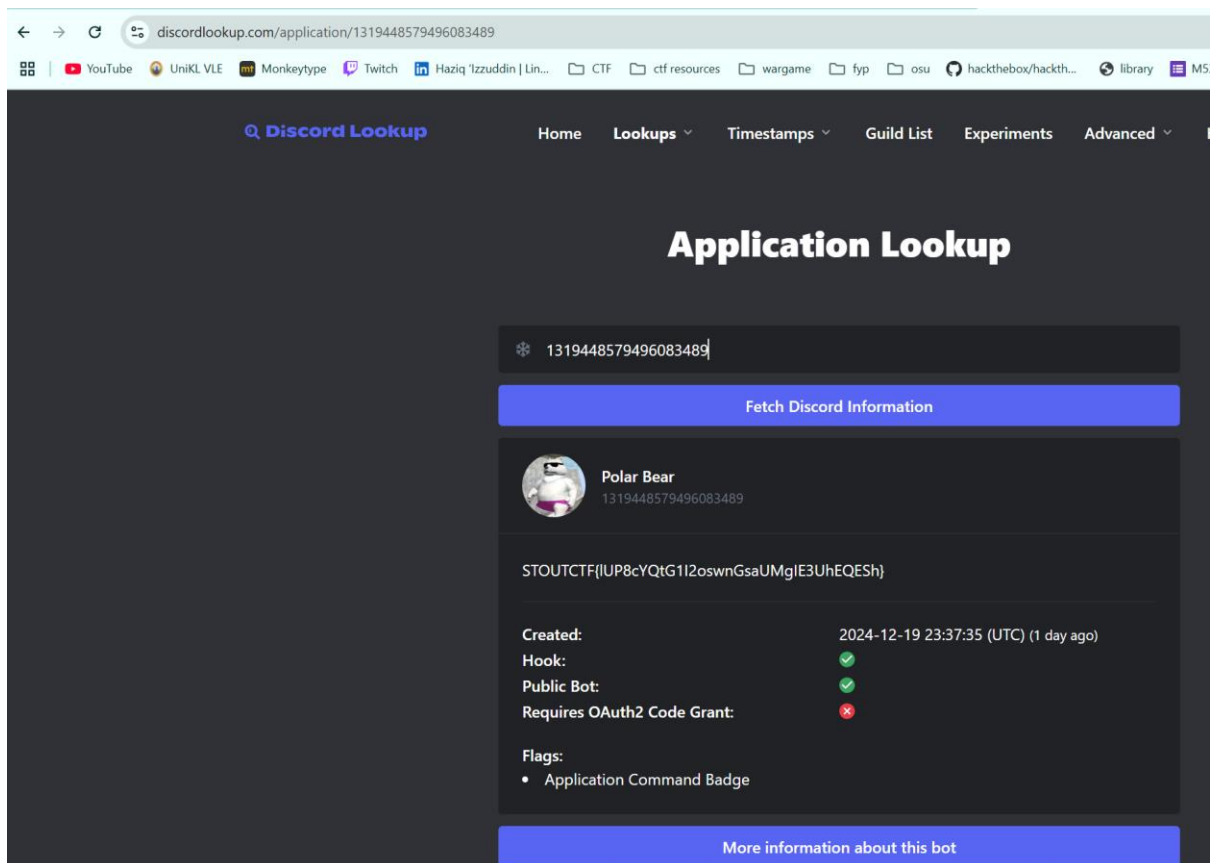 discordlookup.com/application/1319448579496083489
YouTube UniKL VLE Monkeytype Twitch Haziq 'Izzuddin | Lin... CTF ctf resources wargame fyp osu hackthebox/hackth... library
Discord Lookup Home Lookups Timestamps Guild List Experiments Advanced
Application Lookup
1319448579496083489
Fetch Discord Information
Polar Bear
1319448579496083489
STOUTCTF{lUP8cYQtG1I2oswnGsaUMgIE3UhEQESh}
Created: 2024-12-19 23:37:35 (UTC) (1 day ago)
Hook:
Public Bot:
Requires OAuth2 Code Grant:
Flags:
• Application Command Badge
More information about this bot